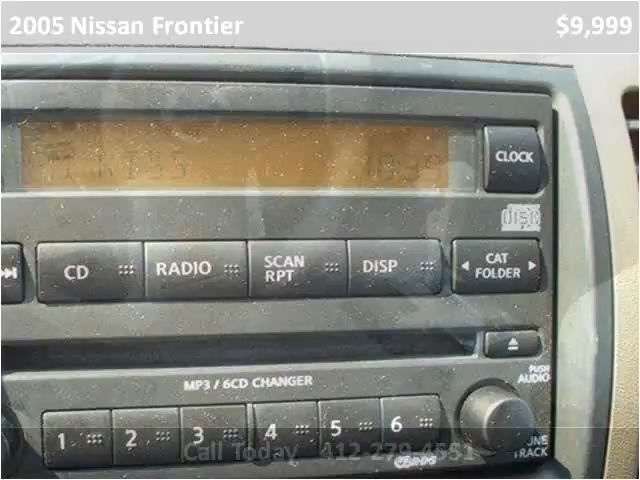 2005 Nissan Frontier $9,999
CLOCK
disc
CD RADIO SCAN RPT DISP CAT FOLDER
PUSH AUDIO
MP3 / 6CD CHANGER
1 2 3 4 5 6
TRACK
Call Today